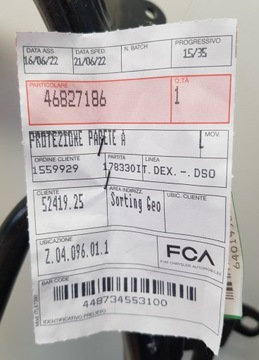 DATA ASS. DATA SPED. N. BATCH PROGRESSIVO
16/06/22 21/06/22 15/35
PARTICOLARE Q.TÀ
46827186 1
PROTEZIONE PARETE A L MOV.
ORDINE CLIENTE PARTITA LINEA
1559929 178330IT.DEX.-.DSO
CLIENTE AREA INDIRIZZ. UBIC. CLIENTE
52419.25 Sorting Geo
UBICAZIONE
Z.04.096.01.1
FCA
FIAT CHRYSLER AUTOMOBILES
BAR CODE
448734553100
IDENTIFICATIVO PRELIEVO